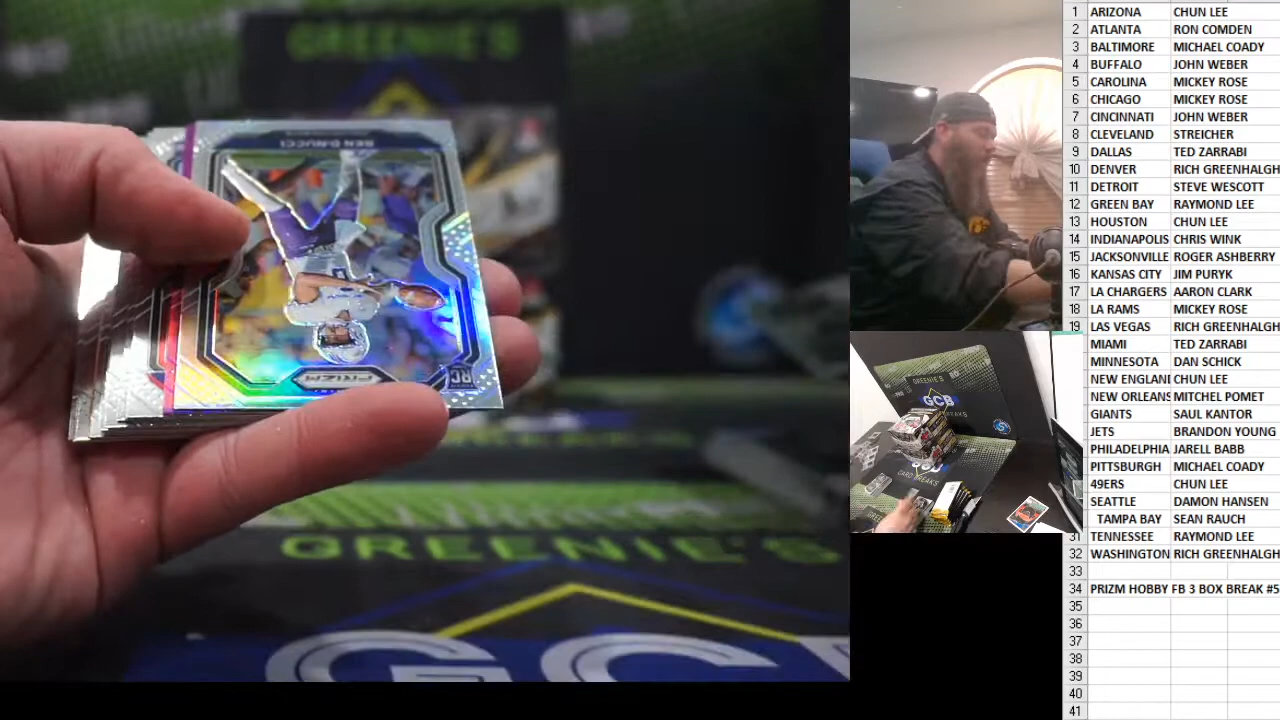 GREENIE'S
BEN DiNUCCI
PRIZM
RC
GREENIE'S
GCB
GREENIE'S
GCB
BREAKS
CARD BREAKS
1 ARIZONA CHUN LEE
2 ATLANTA RON COMDEN
3 BALTIMORE MICHAEL COADY
4 BUFFALO JOHN WEBER
5 CAROLINA MICKEY ROSE
6 CHICAGO MICKEY ROSE
7 CINCINNATI JOHN WEBER
8 CLEVELAND STREICHER
9 DALLAS TED ZARRABI
10 DENVER RICH GREENHALGH
11 DETROIT STEVE WESCOTT
12 GREEN BAY RAYMOND LEE
13 HOUSTON CHUN LEE
14 INDIANAPOLIS CHRIS WINK
15 JACKSONVILLE ROGER ASHBERRY
16 KANSAS CITY JIM PURYK
17 LA CHARGERS AARON CLARK
18 LA RAMS MICKEY ROSE
19 LAS VEGAS RICH GREENHALGH
MIAMI TED ZARRABI
MINNESOTA DAN SCHICK
NEW ENGLAND CHUN LEE
NEW ORLEANS MITCHEL POMET
GIANTS SAUL KANTOR
JETS BRANDON YOUNG
PHILADELPHIA JARELL BABB
PITTSBURGH MICHAEL COADY
49ERS CHUN LEE
SEATTLE DAMON HANSEN
TAMPA BAY SEAN RAUCH
31 TENNESSEE RAYMOND LEE
32 WASHINGTON RICH GREENHALGH
33
34 PRIZM HOBBY FB 3 BOX BREAK #5
35
36
37
38
39
40
41